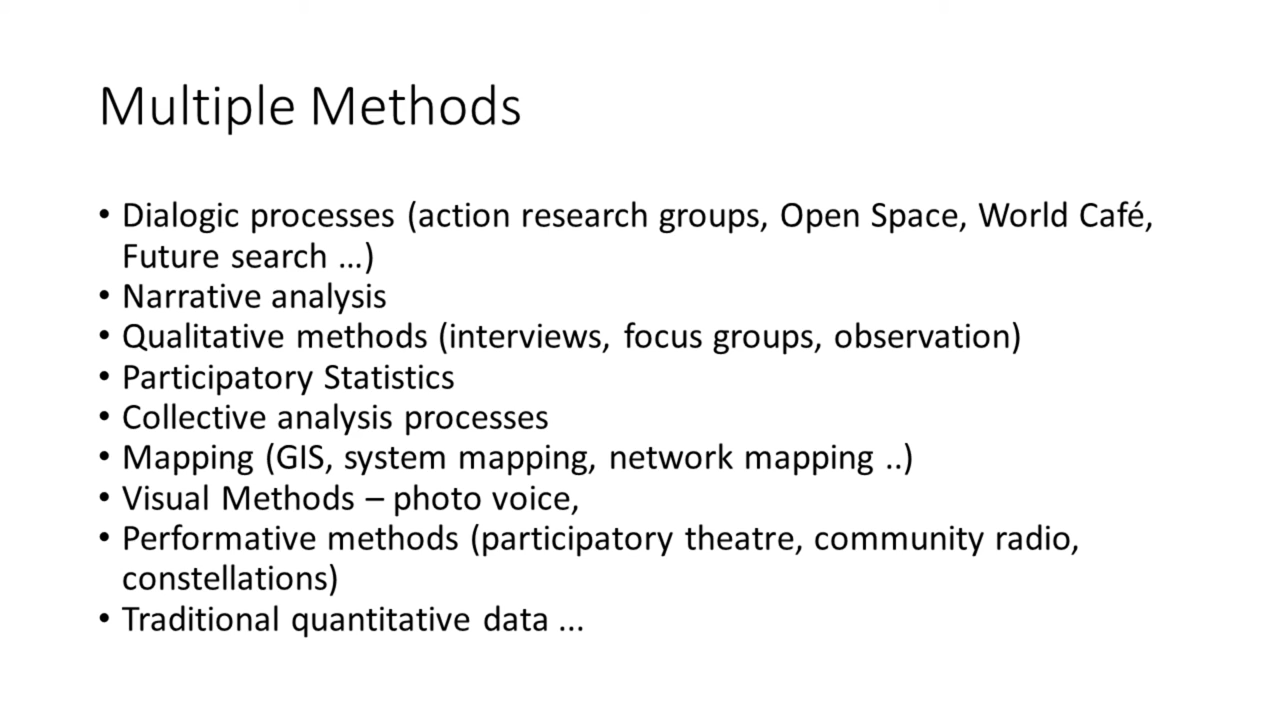 Multiple Methods
• Dialogic processes (action research groups, Open Space, World Café,
Future search ...)
• Narrative analysis
• Qualitative methods (interviews, focus groups, observation)
• Participatory Statistics
• Collective analysis processes
• Mapping (GIS, system mapping, network mapping ..)
• Visual Methods – photo voice,
• Performative methods (participatory theatre, community radio,
constellations)
• Traditional quantitative data ...